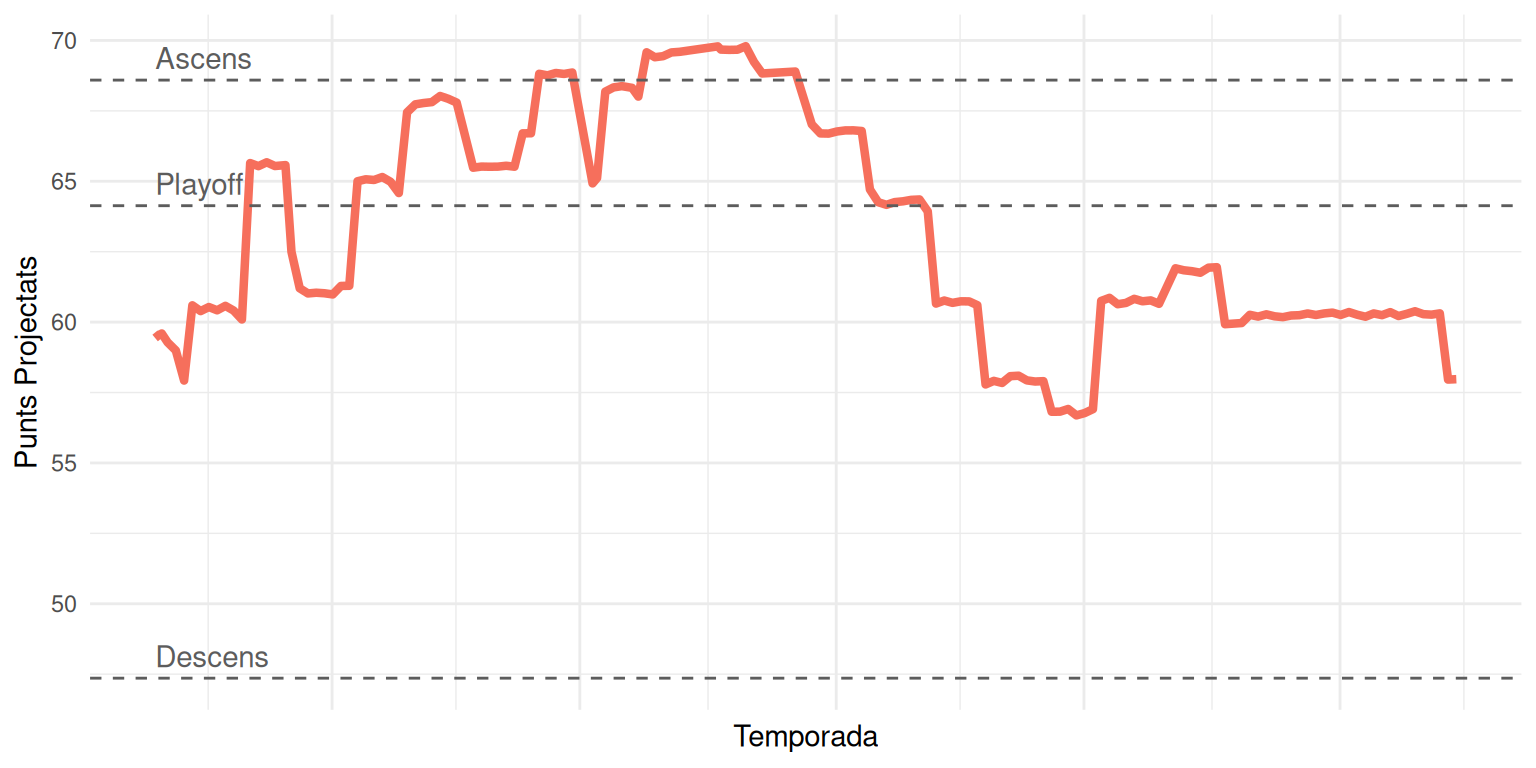 70
Ascens
65
Playoff
60
55
50
Descens
Punts Projectats
Temporada